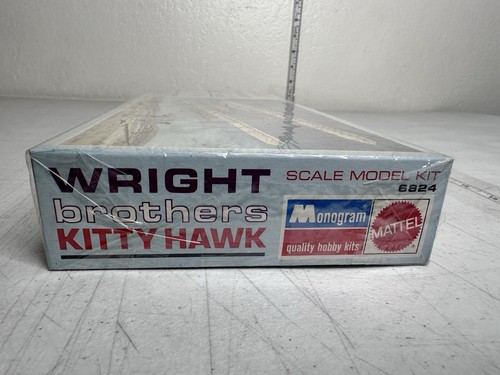 WRIGHT
brothers
KITTY HAWK
SCALE MODEL KIT
6824
Monogram
quality hobby kits
MATTEL